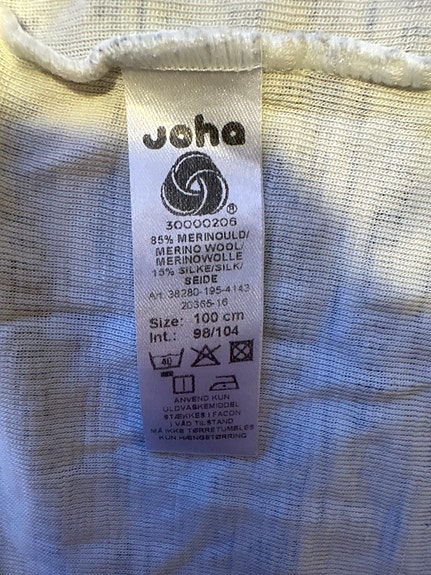 Joha
®
30000206
85% MERINOULD/
MERINO WOOL/
MERINOWOLLE
15% SILKE/SILK/
SEIDE
Art. 38280-195-4143
20365-16
Size: 100 cm
Int.: 98/104
40
ANVEND KUN
ULDVASKEMIDDEL
STRÆKKES I FACON
I VÅD TILSTAND
MÅ IKKE TØRRETUMBLES
KUN HÆNGETØRRING